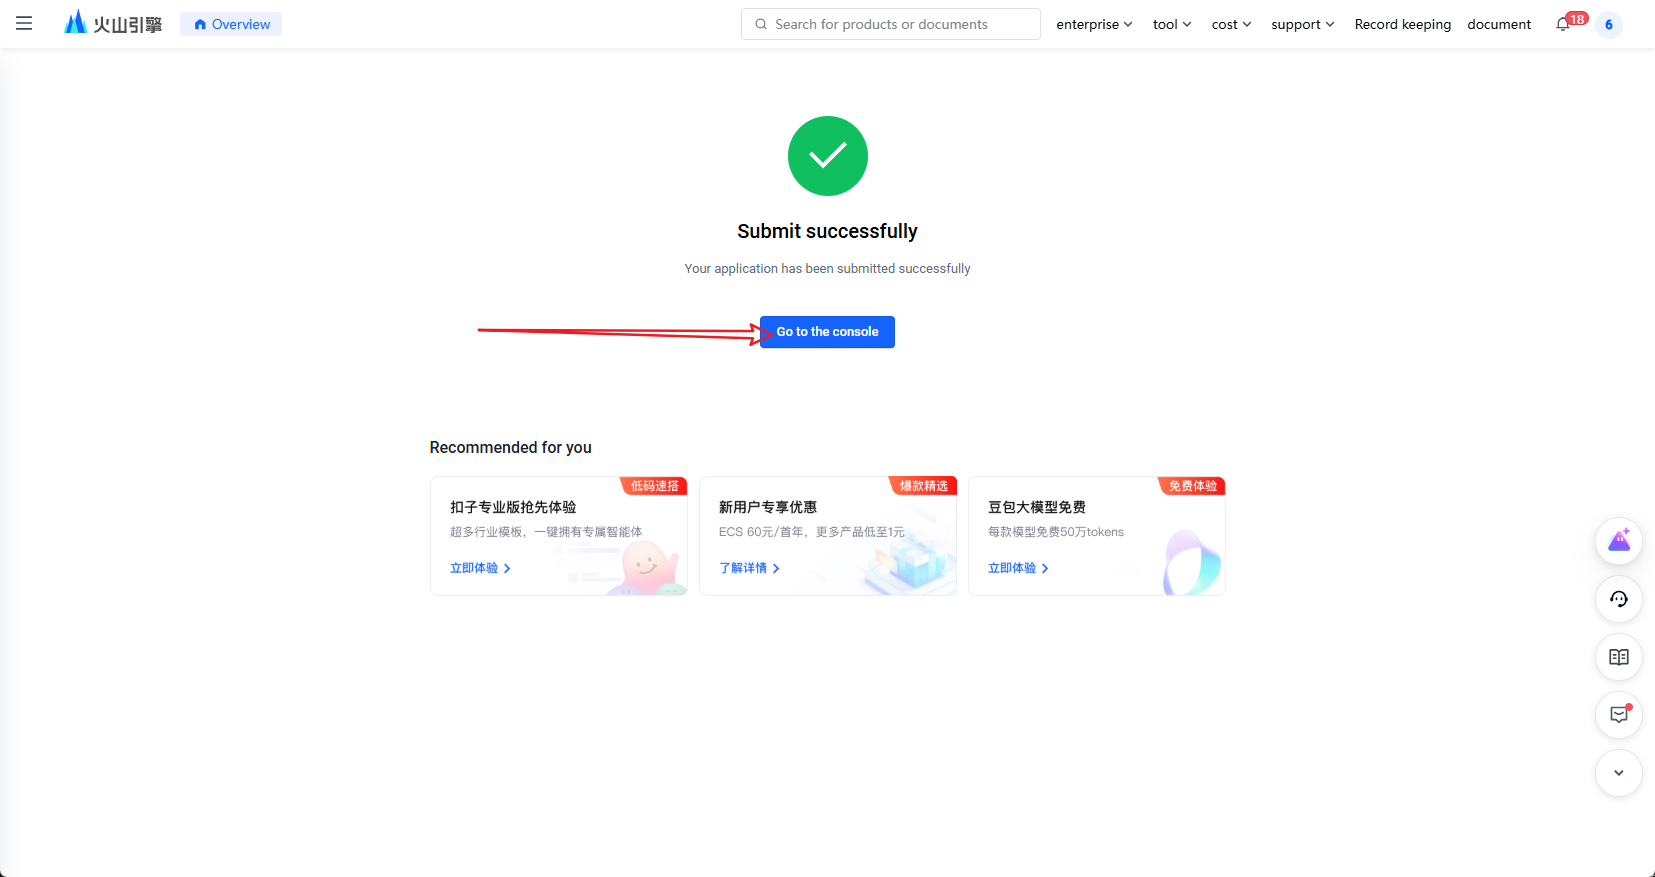 火山引擎
Overview
Search for products or documents
enterprise
tool
cost
support
Record keeping
document
18
6
Submit successfully
Your application has been submitted successfully
Go to the console
Recommended for you
低码速搭
扣子专业版抢先体验
超多行业模板，一键拥有专属智能体
立即体验
爆款精选
新用户专享优惠
ECS 60元/首年，更多产品低至1元
了解详情
免费体验
豆包大模型免费
每款模型免费50万tokens
立即体验